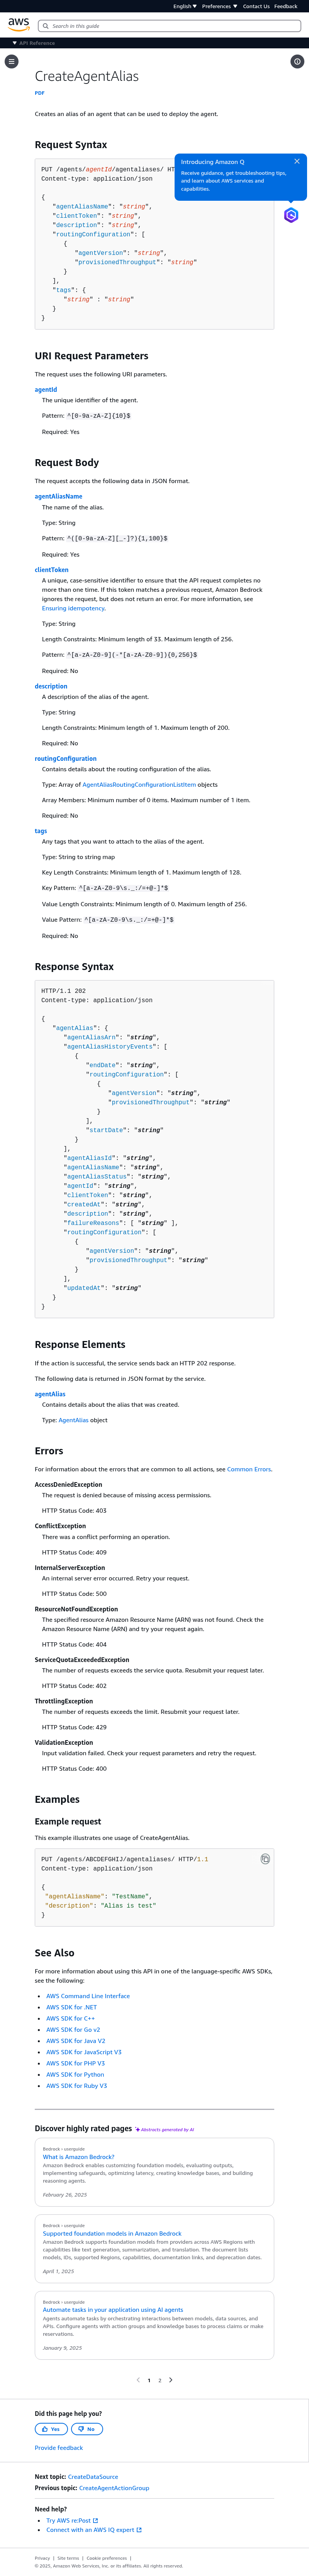 English
Preferences
Contact Us
Feedback
aws
Search in this guide
API Reference
CreateAgentAlias
PDF
Creates an alias of an agent that can be used to deploy the agent.
Introducing Amazon Q
Receive guidance, get troubleshooting tips,
and learn about AWS services and
capabilities.
Request Syntax
PUT /agents/agentId/agentaliases/ HT
Content-type: application/json
{
"agentAliasName": "string",
"clientToken": "string",
"description": "string",
"routingConfiguration": [
{
"agentVersion": "string",
"provisionedThroughput": "string"
}
],
"tags": {
"string" : "string"
}
}
URI Request Parameters
The request uses the following URI parameters.
agentId
The unique identifier of the agent.
Pattern: ^[0-9a-zA-Z]{10}$
Required: Yes
Request Body
The request accepts the following data in JSON format.
agentAliasName
The name of the alias.
Type: String
Pattern: ^([0-9a-zA-Z][_-]?){1,100}$
Required: Yes
clientToken
A unique, case-sensitive identifier to ensure that the API request completes no
more than one time. If this token matches a previous request, Amazon Bedrock
ignores the request, but does not return an error. For more information, see
Ensuring idempotency.
Type: String
Length Constraints: Minimum length of 33. Maximum length of 256.
Pattern: ^[a-zA-Z0-9](-*[a-zA-Z0-9]){0,256}$
Required: No
description
A description of the alias of the agent.
Type: String
Length Constraints: Minimum length of 1. Maximum length of 200.
Required: No
routingConfiguration
Contains details about the routing configuration of the alias.
Type: Array of AgentAliasRoutingConfigurationListItem objects
Array Members: Minimum number of 0 items. Maximum number of 1 item.
Required: No
tags
Any tags that you want to attach to the alias of the agent.
Type: String to string map
Key Length Constraints: Minimum length of 1. Maximum length of 128.
Key Pattern: ^[a-zA-Z0-9\s._:/=+@-]*$
Value Length Constraints: Minimum length of 0. Maximum length of 256.
Value Pattern: ^[a-zA-Z0-9\s._:/=+@-]*$
Required: No
Response Syntax
HTTP/1.1 202
Content-type: application/json
{
"agentAlias": {
"agentAliasArn": "string",
"agentAliasHistoryEvents": [
{
"endDate": "string",
"routingConfiguration": [
{
"agentVersion": "string",
"provisionedThroughput": "string"
}
],
"startDate": "string"
}
],
"agentAliasId": "string",
"agentAliasName": "string",
"agentAliasStatus": "string",
"agentId": "string",
"clientToken": "string",
"createdAt": "string",
"description": "string",
"failureReasons": [ "string" ],
"routingConfiguration": [
{
"agentVersion": "string",
"provisionedThroughput": "string"
}
],
"updatedAt": "string"
}
}
Response Elements
If the action is successful, the service sends back an HTTP 202 response.
The following data is returned in JSON format by the service.
agentAlias
Contains details about the alias that was created.
Type: AgentAlias object
Errors
For information about the errors that are common to all actions, see Common Errors.
AccessDeniedException
The request is denied because of missing access permissions.
HTTP Status Code: 403
ConflictException
There was a conflict performing an operation.
HTTP Status Code: 409
InternalServerException
An internal server error occurred. Retry your request.
HTTP Status Code: 500
ResourceNotFoundException
The specified resource Amazon Resource Name (ARN) was not found. Check the
Amazon Resource Name (ARN) and try your request again.
HTTP Status Code: 404
ServiceQuotaExceededException
The number of requests exceeds the service quota. Resubmit your request later.
HTTP Status Code: 402
ThrottlingException
The number of requests exceeds the limit. Resubmit your request later.
HTTP Status Code: 429
ValidationException
Input validation failed. Check your request parameters and retry the request.
HTTP Status Code: 400
Examples
Example request
This example illustrates one usage of CreateAgentAlias.
PUT /agents/ABCDEFGHIJ/agentaliases/ HTTP/1.1
Content-type: application/json
{
"agentAliasName": "TestName",
"description": "Alias is test"
}
See Also
For more information about using this API in one of the language-specific AWS SDKs,
see the following:
• AWS Command Line Interface
• AWS SDK for .NET
• AWS SDK for C++
• AWS SDK for Go v2
• AWS SDK for Java V2
• AWS SDK for JavaScript V3
• AWS SDK for PHP V3
• AWS SDK for Python
• AWS SDK for Ruby V3
Discover highly rated pages Abstracts generated by AI
Bedrock › userguide
What is Amazon Bedrock?
Amazon Bedrock enables customizing foundation models, evaluating outputs,
implementing safeguards, optimizing latency, creating knowledge bases, and building
reasoning agents.
February 26, 2025
Bedrock › userguide
Supported foundation models in Amazon Bedrock
Amazon Bedrock supports foundation models from providers across AWS Regions with
capabilities like text generation, summarization, and translation. The document lists
models, IDs, supported Regions, capabilities, documentation links, and deprecation dates.
April 1, 2025
Bedrock › userguide
Automate tasks in your application using AI agents
Agents automate tasks by orchestrating interactions between models, data sources, and
APIs. Configure agents with action groups and knowledge bases to process claims or make
reservations.
January 9, 2025
1 2
Did this page help you?
Yes
No
Provide feedback
Next topic: CreateDataSource
Previous topic: CreateAgentActionGroup
Need help?
• Try AWS re:Post
• Connect with an AWS IQ expert
Privacy | Site terms | Cookie preferences |
© 2025, Amazon Web Services, Inc. or its affiliates. All rights reserved.